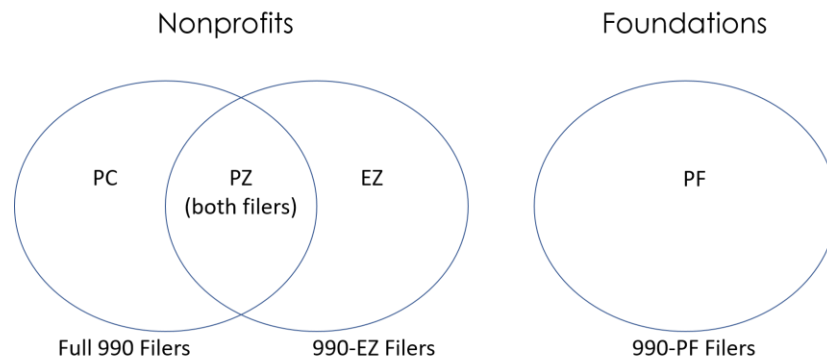 Nonprofits
Foundations
PC
PZ
(both filers)
EZ
PF
Full 990 Filers
990-EZ Filers
990-PF Filers